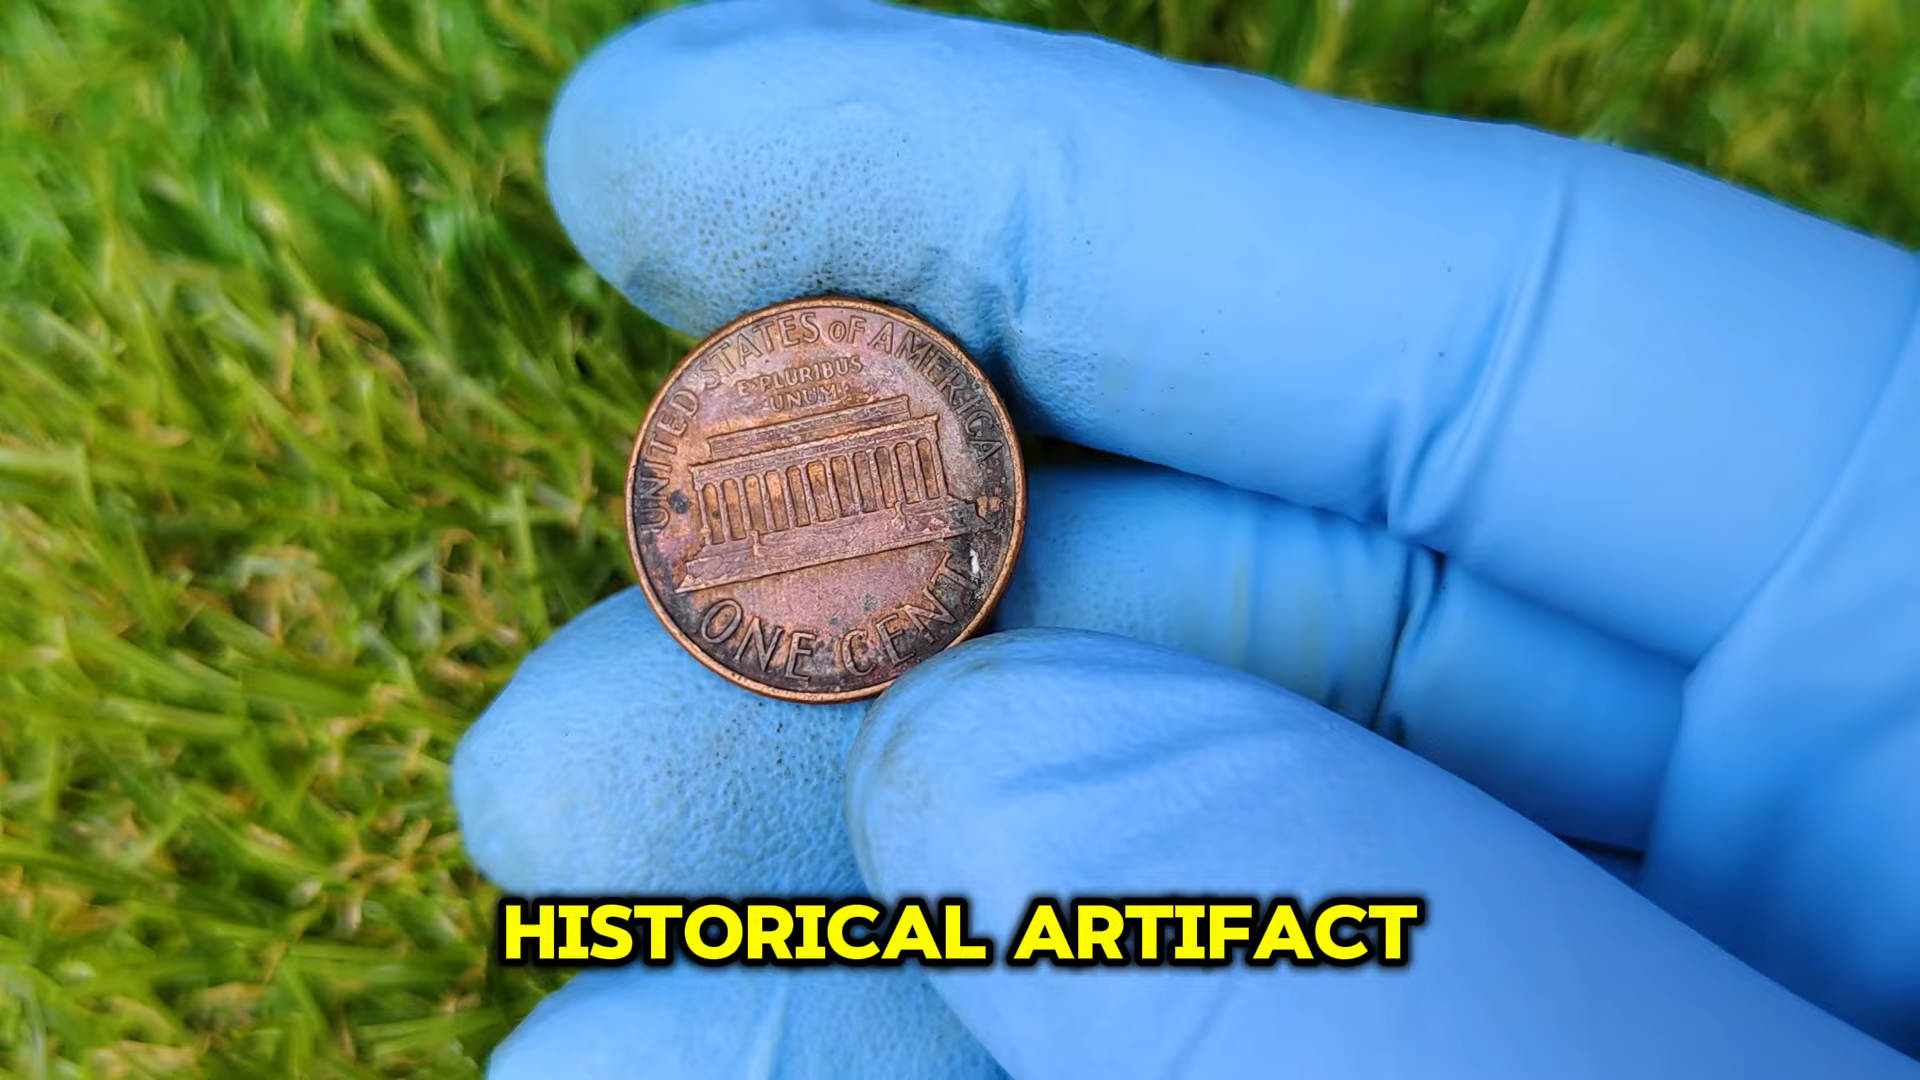 UNITED STATES OF AMERICA
E·PLURIBUS
UNUM·
ONE CENT
HISTORICAL ARTIFACT